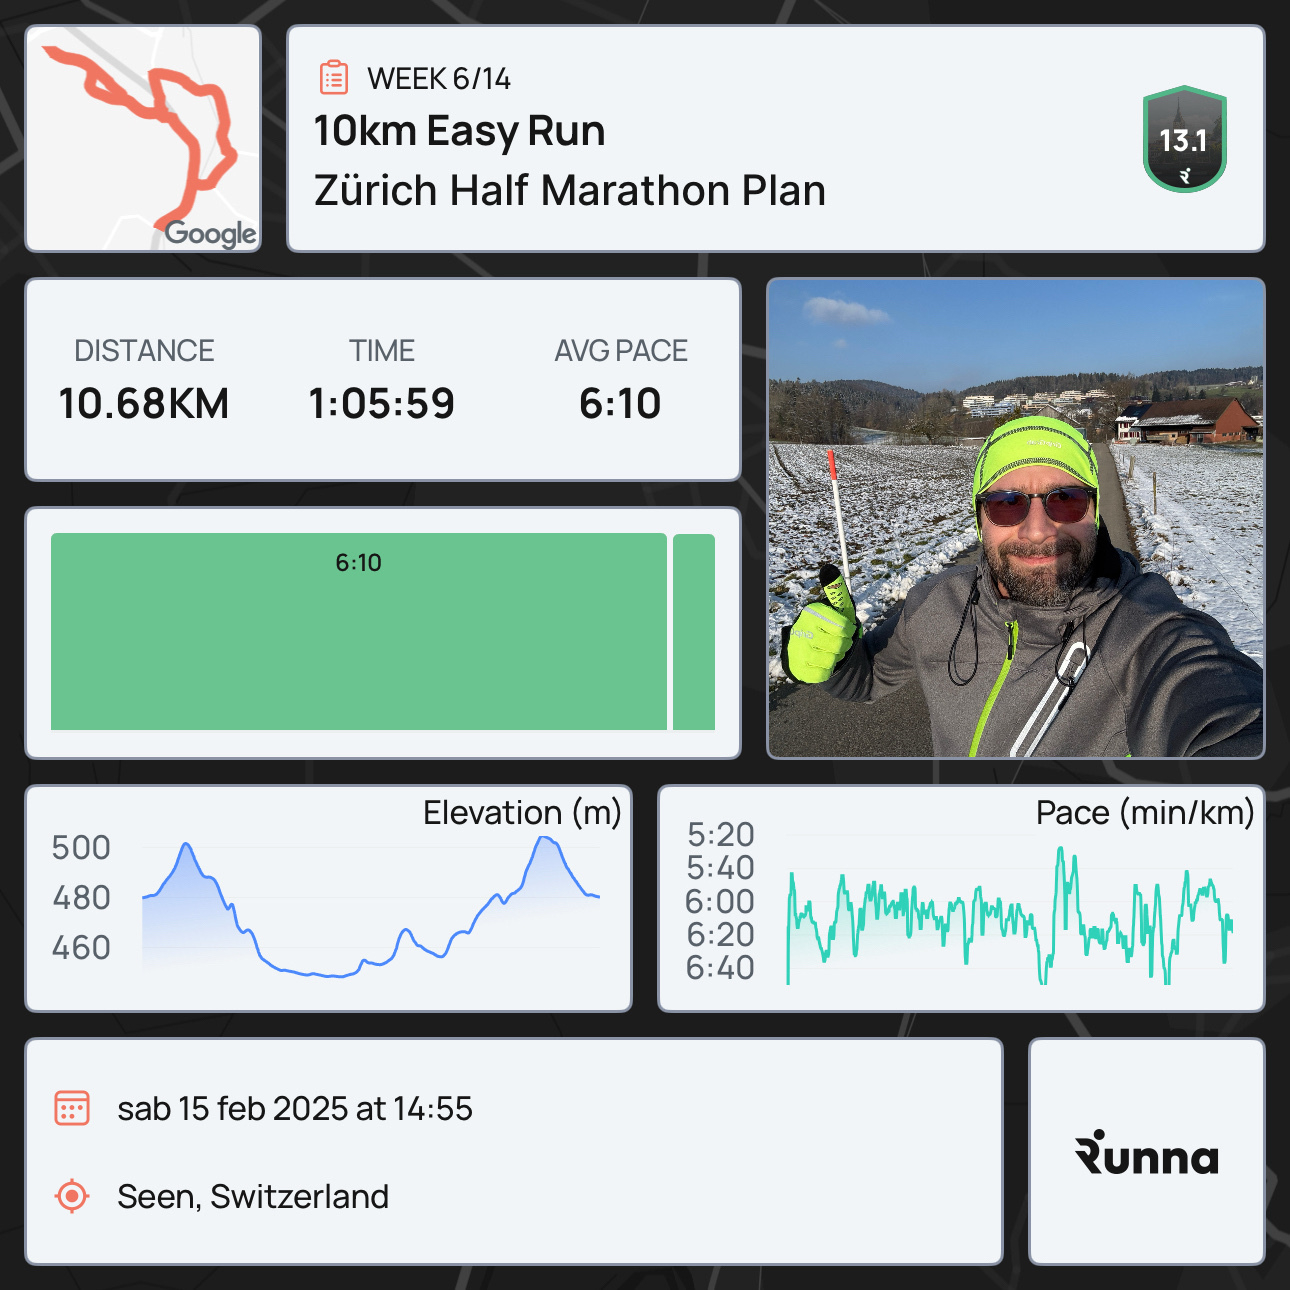 Google
WEEK 6/14
10km Easy Run
Zürich Half Marathon Plan
13.1
DISTANCE
10.68KM
TIME
1:05:59
AVG PACE
6:10
6:10
Elevation (m)
500
480
460
Pace (min/km)
5:20
5:40
6:00
6:20
6:40
sab 15 feb 2025 at 14:55
Seen, Switzerland
Runna